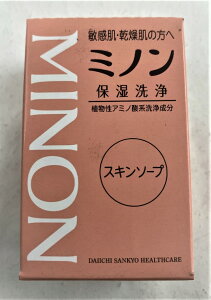 敏感肌・乾燥肌の方へ
ミノン
保湿洗浄
植物性アミノ酸系洗浄成分
スキンソープ
MINON
DAIICHI SANKYO HEALTHCARE